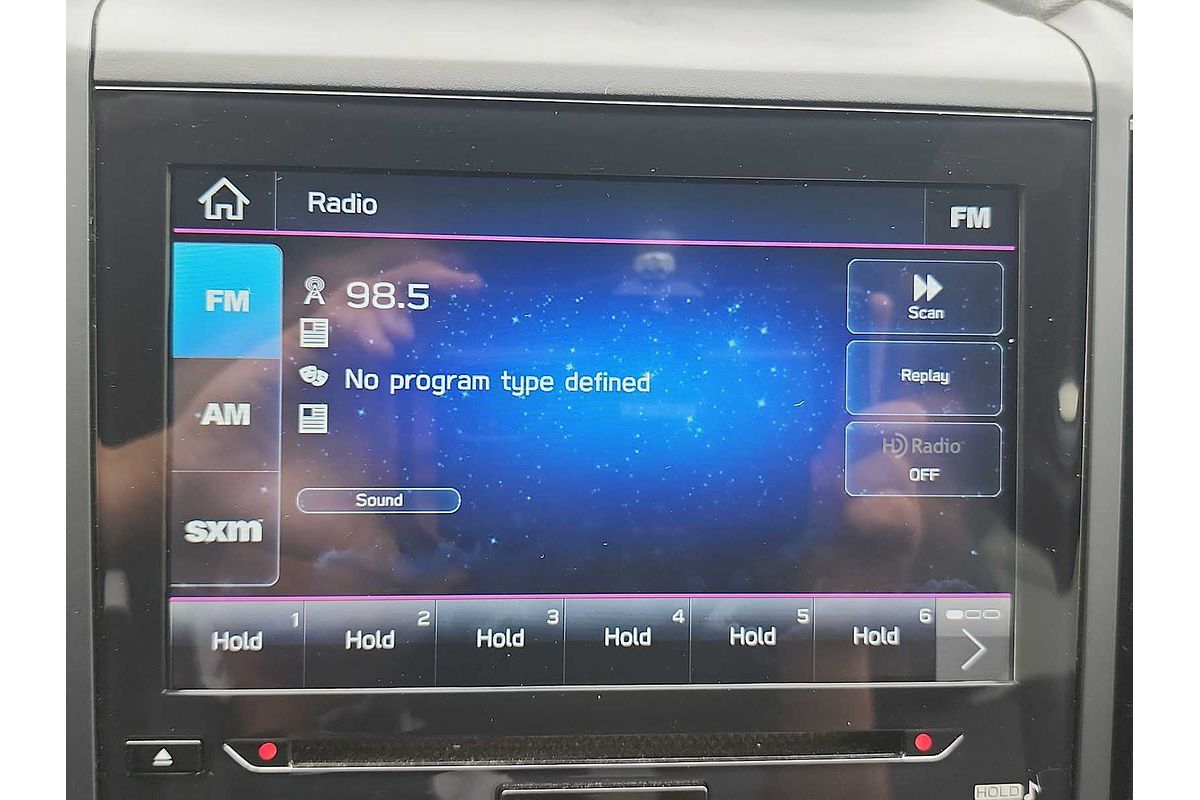 Radio
FM
FM
98.5
Scan
No program type defined
Replay
AM
HD Radio
OFF
Sound
sxm
1 2 3 4 5 6
Hold Hold Hold Hold Hold Hold
HOLD